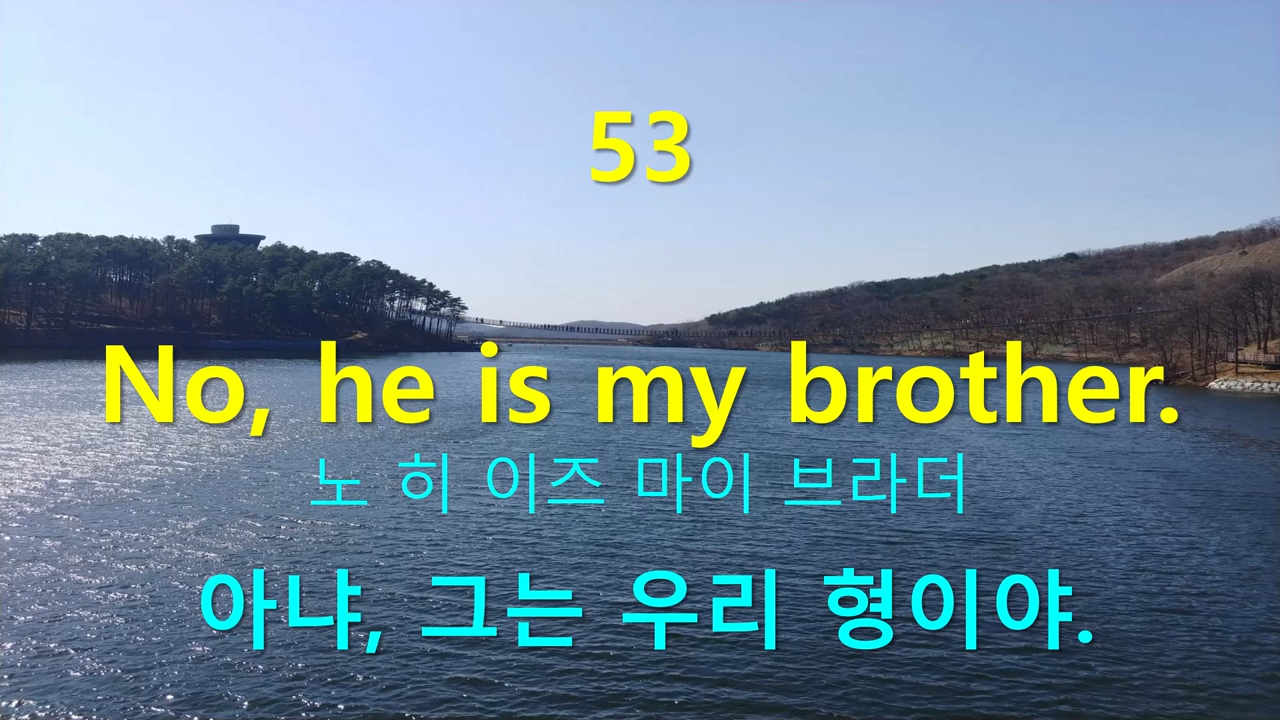 53
No, he is my brother.
노 히 이즈 마이 브라더
아냐, 그는 우리 형이야.